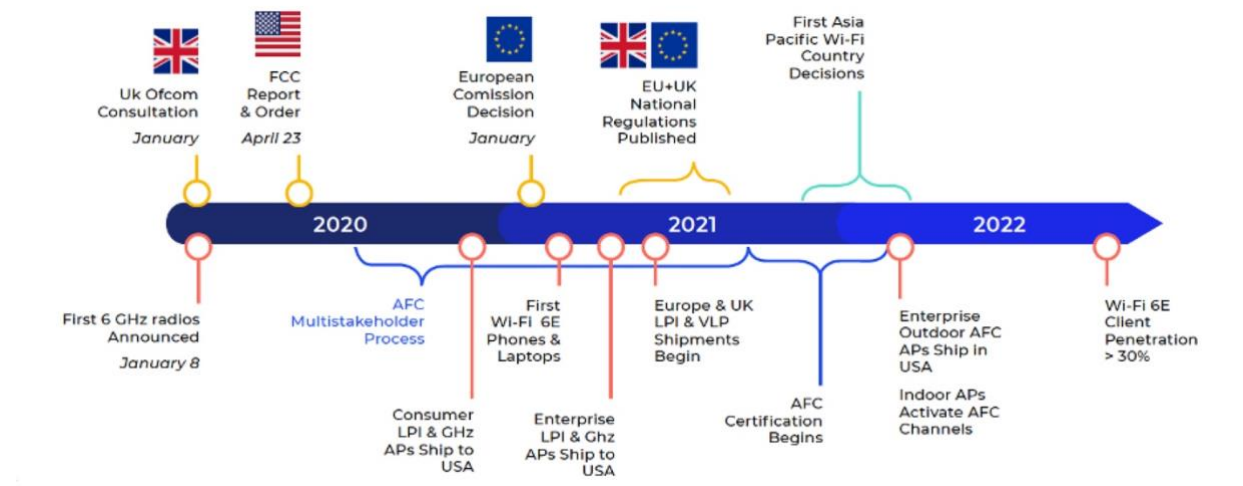 Uk Ofcom
Consultation
January
FCC
Report
& Order
April 23
European
Comission
Decision
January
EU+UK
National
Regulations
Published
First Asia
Pacific Wi-Fi
Country
Decisions
2020
2021
2022
First 6 GHz radios
Announced
January 8
AFC
Multistakeholder
Process
Consumer
LPI & GHz
APs Ship to
USA
First
Wi-Fi 6E
Phones &
Laptops
Enterprise
LPI & Ghz
APs Ship to
USA
Europe & UK
LPI & VLP
Shipments
Begin
AFC
Certification
Begins
Enterprise
Outdoor AFC
APs Ship in
USA
Indoor APs
Activate AFC
Channels
Wi-Fi 6E
Client
Penetration
> 30%